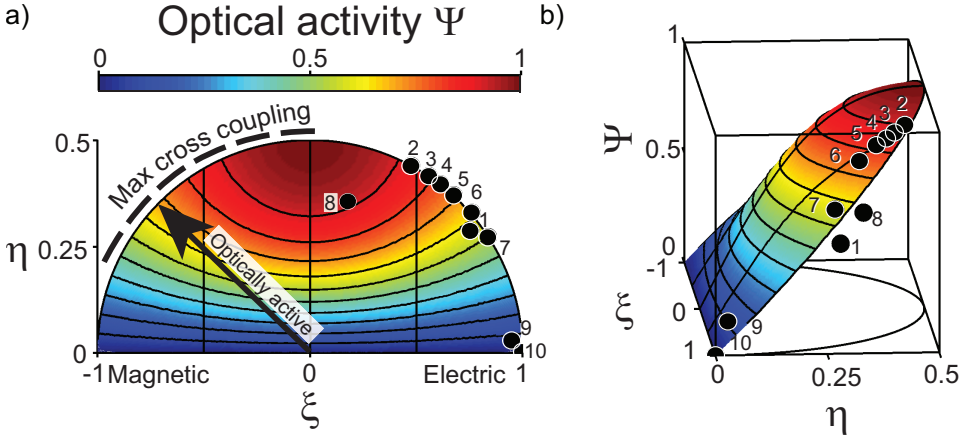 a)
Optical activity Ψ
0 0.5 1
Max cross coupling
Optically active
η
0.5
0.25
0
2
3
4
5
6
1
7
8
9
10
-1 Magnetic 0 Electric 1
ξ
b)
1
Ψ
0.5
0
-1
ξ
0
1
2
3
4
5
6
7
8
1
9
10
0 0.25 0.5
η